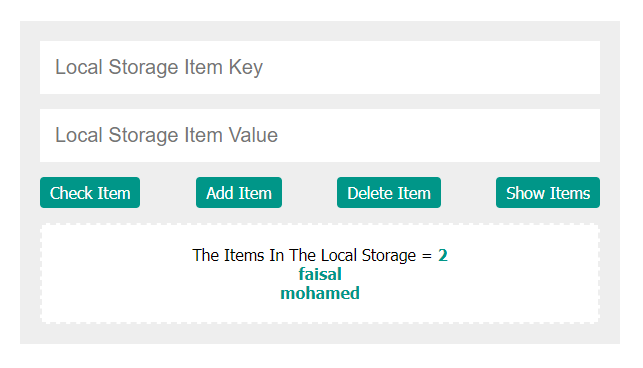 Local Storage Item Key
Local Storage Item Value
Check Item
Add Item
Delete Item
Show Items
The Items In The Local Storage = 2
faisal
mohamed